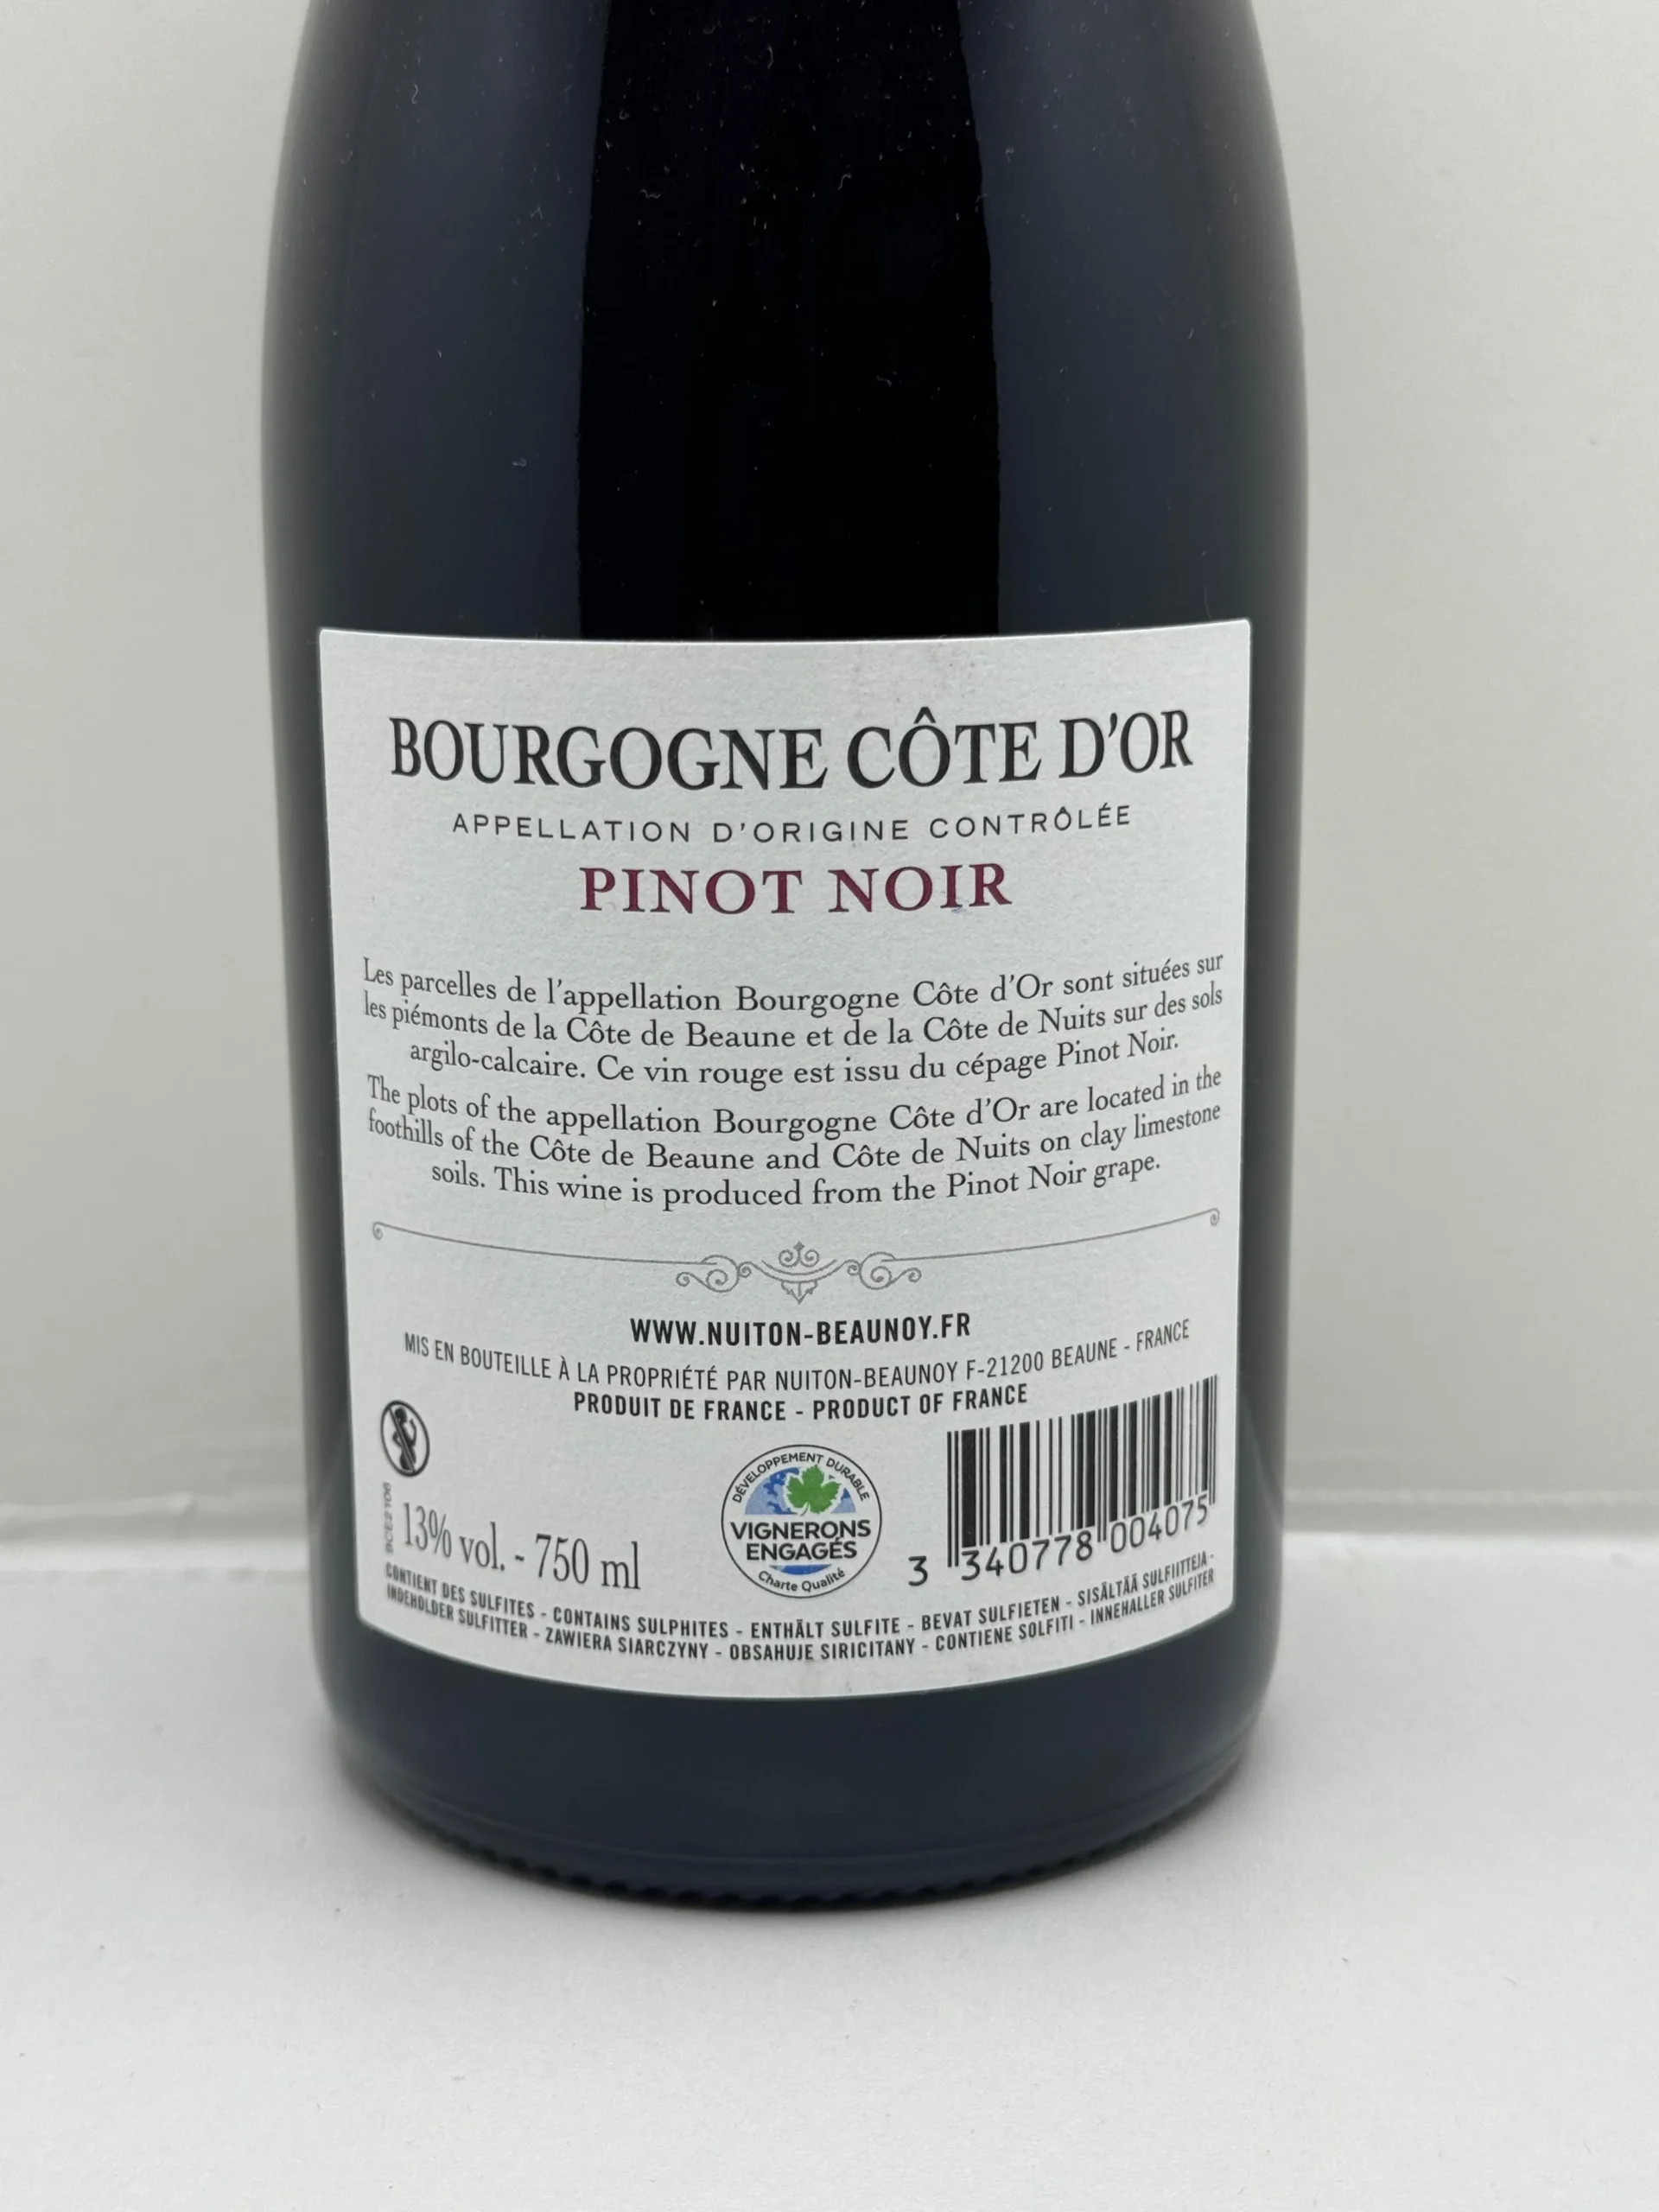 BOURGOGNE CÔTE D'OR
APPELLATION D'ORIGINE CONTRÔLÉE
PINOT NOIR
Les parcelles de l'appellation Bourgogne Côte d'Or sont situées sur
les piémonts de la Côte de Beaune et de la Côte de Nuits sur des sols
argilo-calcaire. Ce vin rouge est issu du cépage Pinot Noir.
The plots of the appellation Bourgogne Côte d'Or are located in the
foothills of the Côte de Beaune and Côte de Nuits on clay limestone
soils. This wine is produced from the Pinot Noir grape.
WWW.NUITON-BEAUNOY.FR
MIS EN BOUTEILLE À LA PROPRIÉTÉ PAR NUITON-BEAUNOY F-21200 BEAUNE - FRANCE
PRODUIT DE FRANCE - PRODUCT OF FRANCE
13% vol. - 750 ml
DÉVELOPPEMENT DURABLE
VIGNERONS
ENGAGÉS
Charte Qualité
3 340778 004075
CONTIENT DES SULFITES - CONTAINS SULPHITES - ENTHÄLT SULFITE - BEVAT SULFIETEN - SISÄLTÄÄ SULFIITTEJA -
INDEHOLDER SULFITTER - ZAWIERA SIARCZYNY - OBSAHUJE SIRICITANY - CONTIENE SOLFITI - INNEHALLER SULFITER